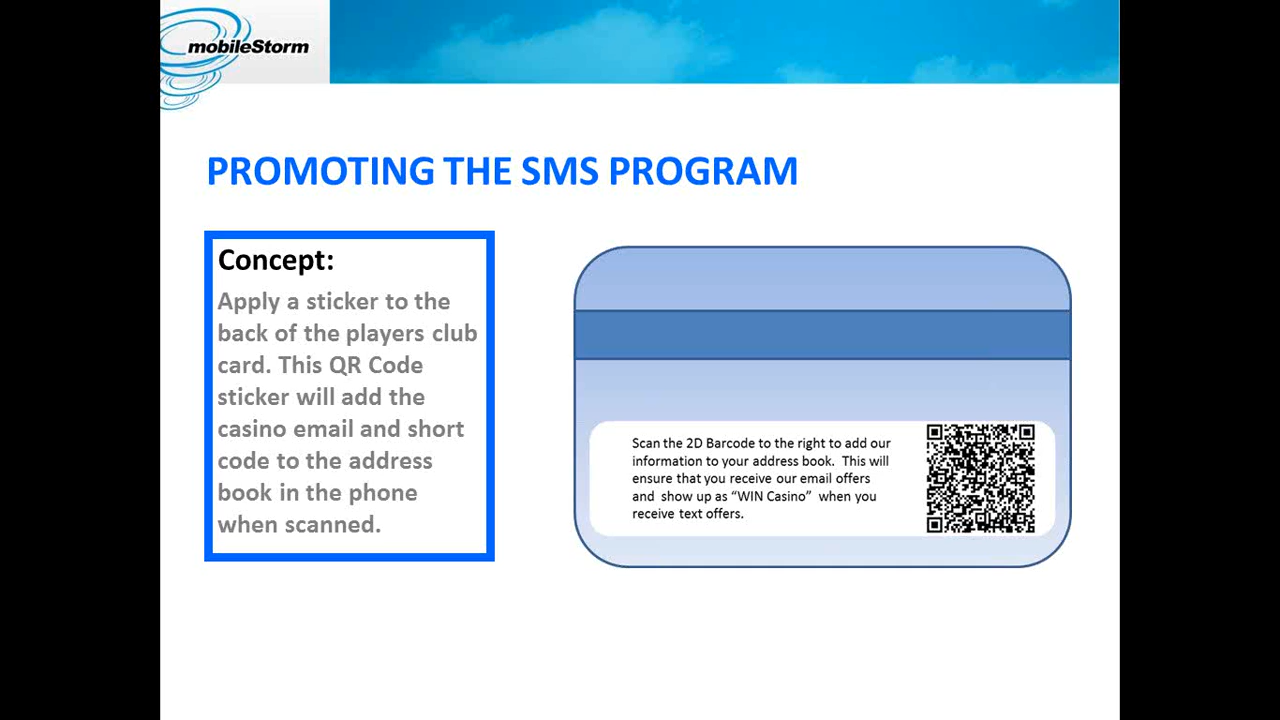 mobileStorm
PROMOTING THE SMS PROGRAM
Concept:
Apply a sticker to the
back of the players club
card. This QR Code
sticker will add the
casino email and short
code to the address
book in the phone
when scanned.
Scan the 2D Barcode to the right to add our
information to your address book. This will
ensure that you receive our email offers
and show up as “WIN Casino” when you
receive text offers.